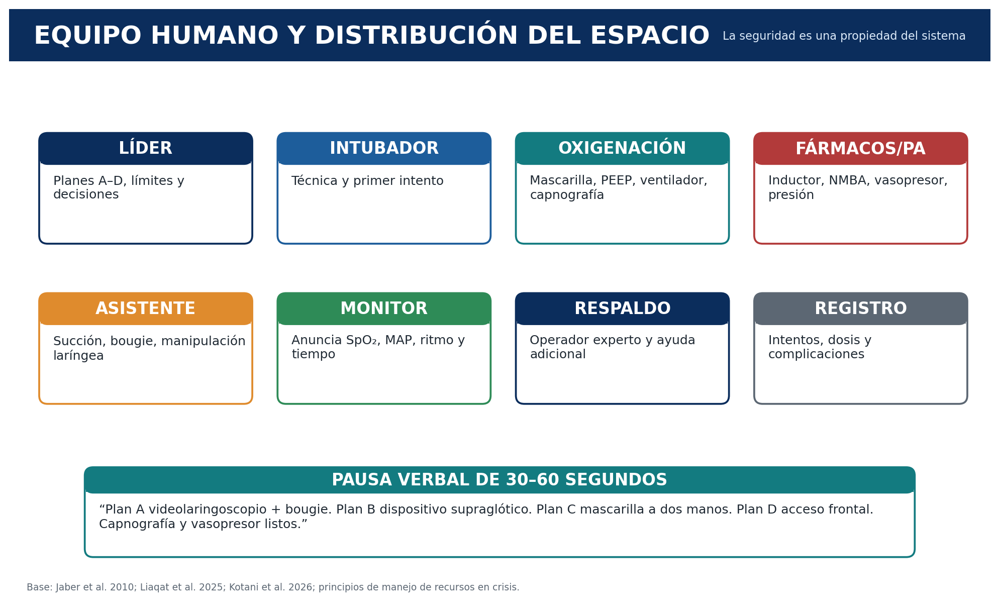 EQUIPO HUMANO Y DISTRIBUCIÓN DEL ESPACIO
La seguridad es una propiedad del sistema
LÍDER
Planes A–D, límites y
decisiones
INTUBADOR
Técnica y primer intento
OXIGENACIÓN
Mascarilla, PEEP, ventilador,
capnografía
FÁRMACOS/PA
Inductor, NMBA, vasopresor,
presión
ASISTENTE
Succión, bougie, manipulación
laríngea
MONITOR
Anuncia SpO₂, MAP, ritmo y
tiempo
RESPALDO
Operador experto y ayuda
adicional
REGISTRO
Intentos, dosis y
complicaciones
PAUSA VERBAL DE 30–60 SEGUNDOS
“Plan A videolaringoscopio + bougie. Plan B dispositivo supraglótico. Plan C mascarilla a dos manos. Plan D acceso frontal.
Capnografía y vasopresor listos.”
Base: Jaber et al. 2010; Liaqat et al. 2025; Kotani et al. 2026; principios de manejo de recursos en crisis.